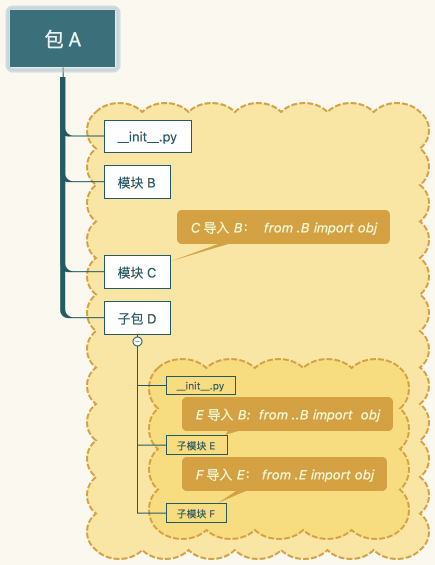 包 A
__init__.py
模块 B
C 导入 B： from .B import obj
模块 C
子包 D
__init__.py
E 导入 B: from ..B import obj
子模块 E
F 导入 E： from .E import obj
子模块 F